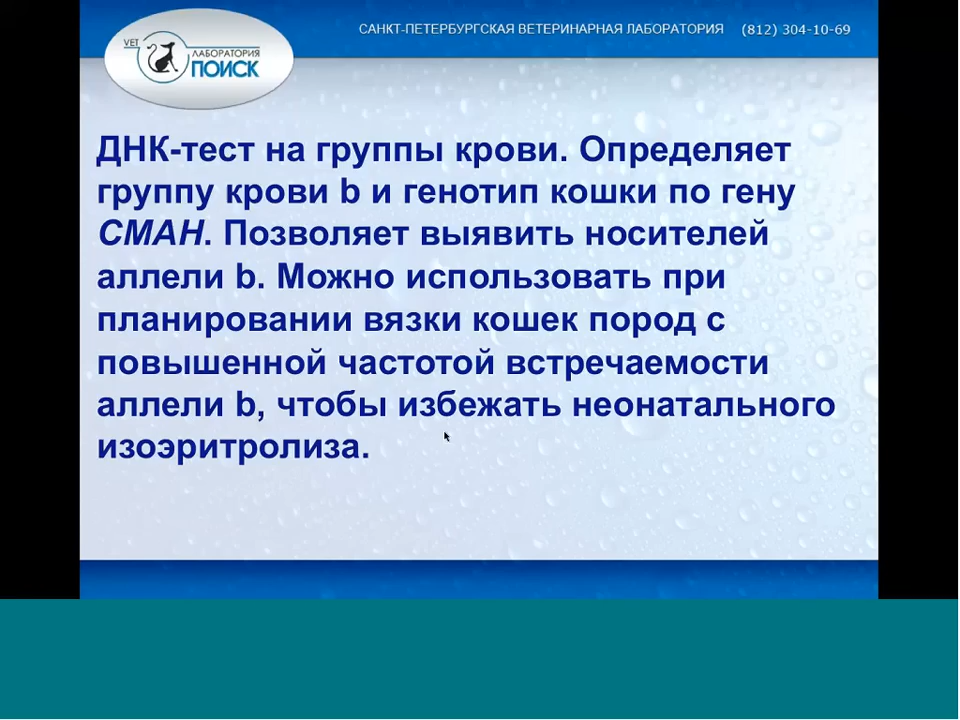 САНКТ-ПЕТЕРБУРГСКАЯ ВЕТЕРИНАРНАЯ ЛАБОРАТОРИЯ (812) 304-10-69
VET
ЛАБОРАТОРИЯ
ПОИСК
ДНК-тест на группы крови. Определяет
группу крови b и генотип кошки по гену
CMAH. Позволяет выявить носителей
аллели b. Можно использовать при
планировании вязки кошек пород с
повышенной частотой встречаемости
аллели b, чтобы избежать неонатального
изоэритролиза.